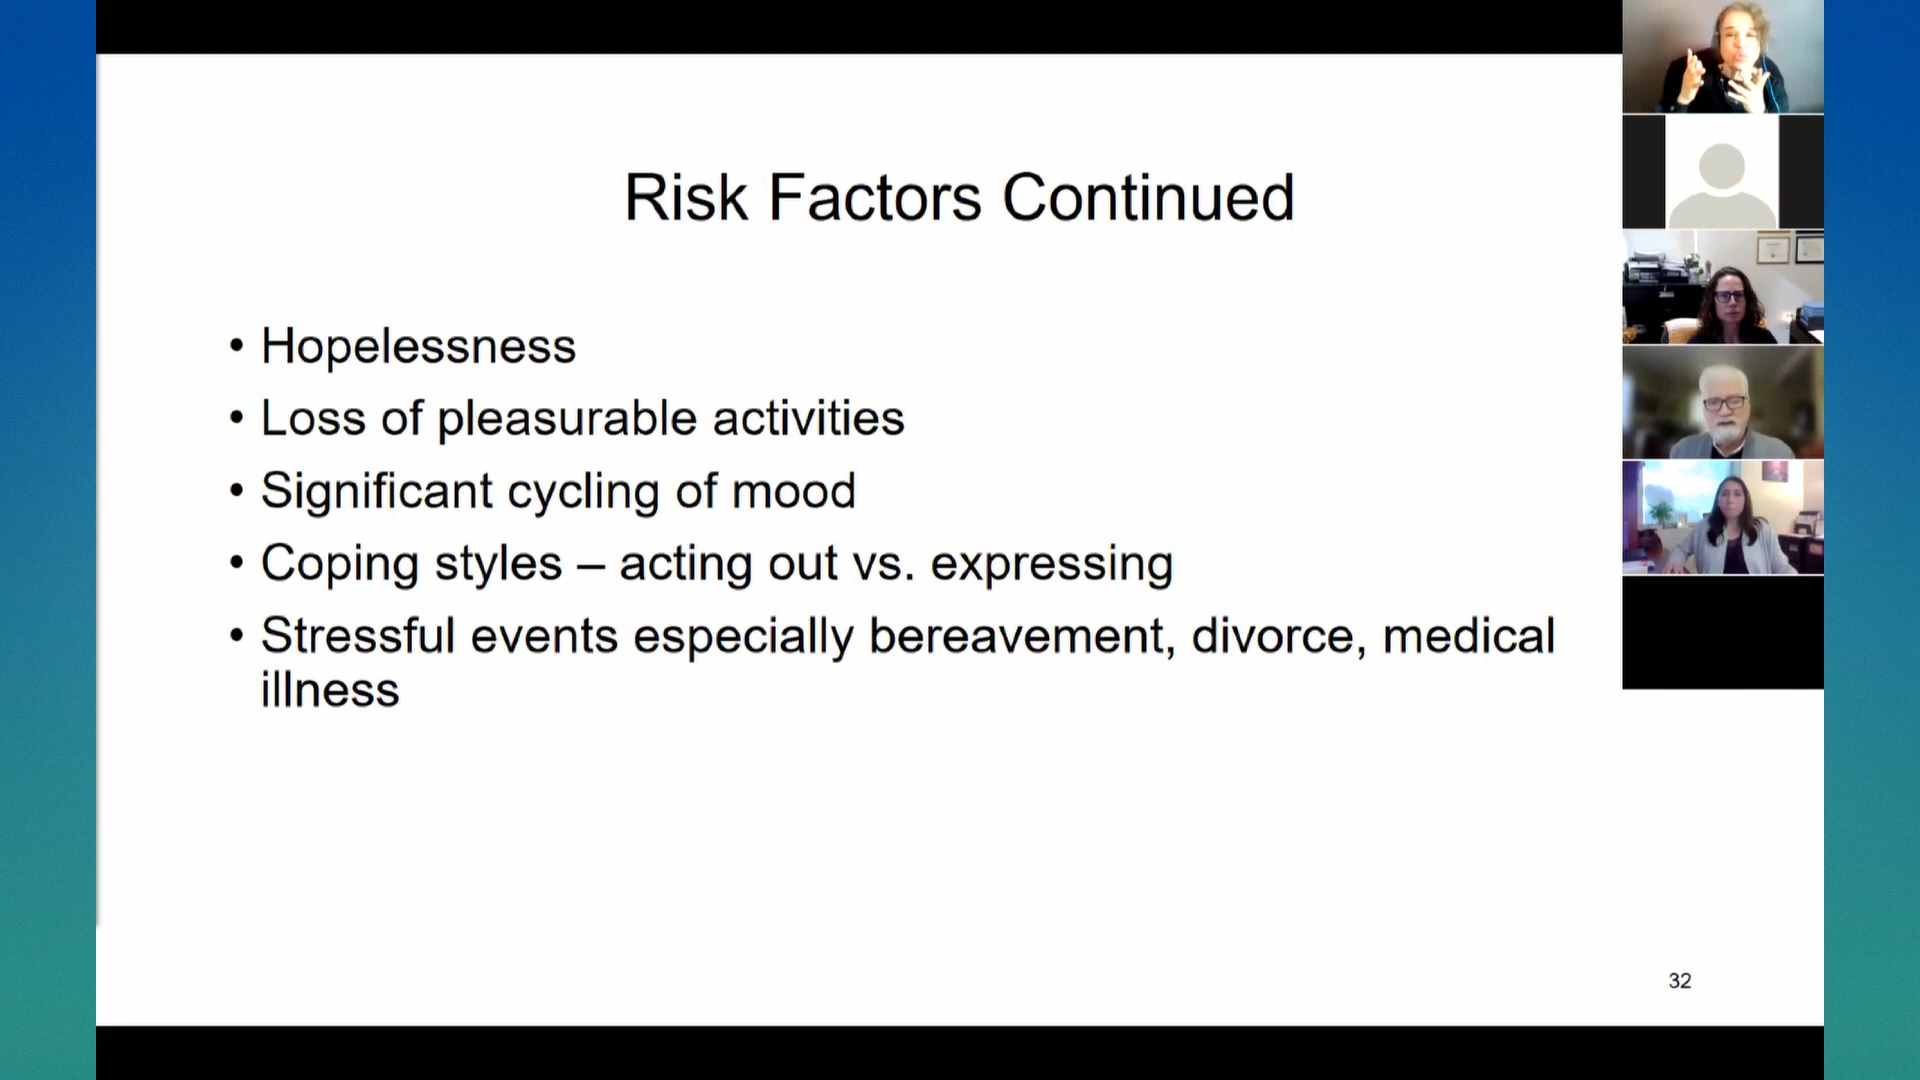 Risk Factors Continued
• Hopelessness
• Loss of pleasurable activities
• Significant cycling of mood
• Coping styles – acting out vs. expressing
• Stressful events especially bereavement, divorce, medical
illness
32